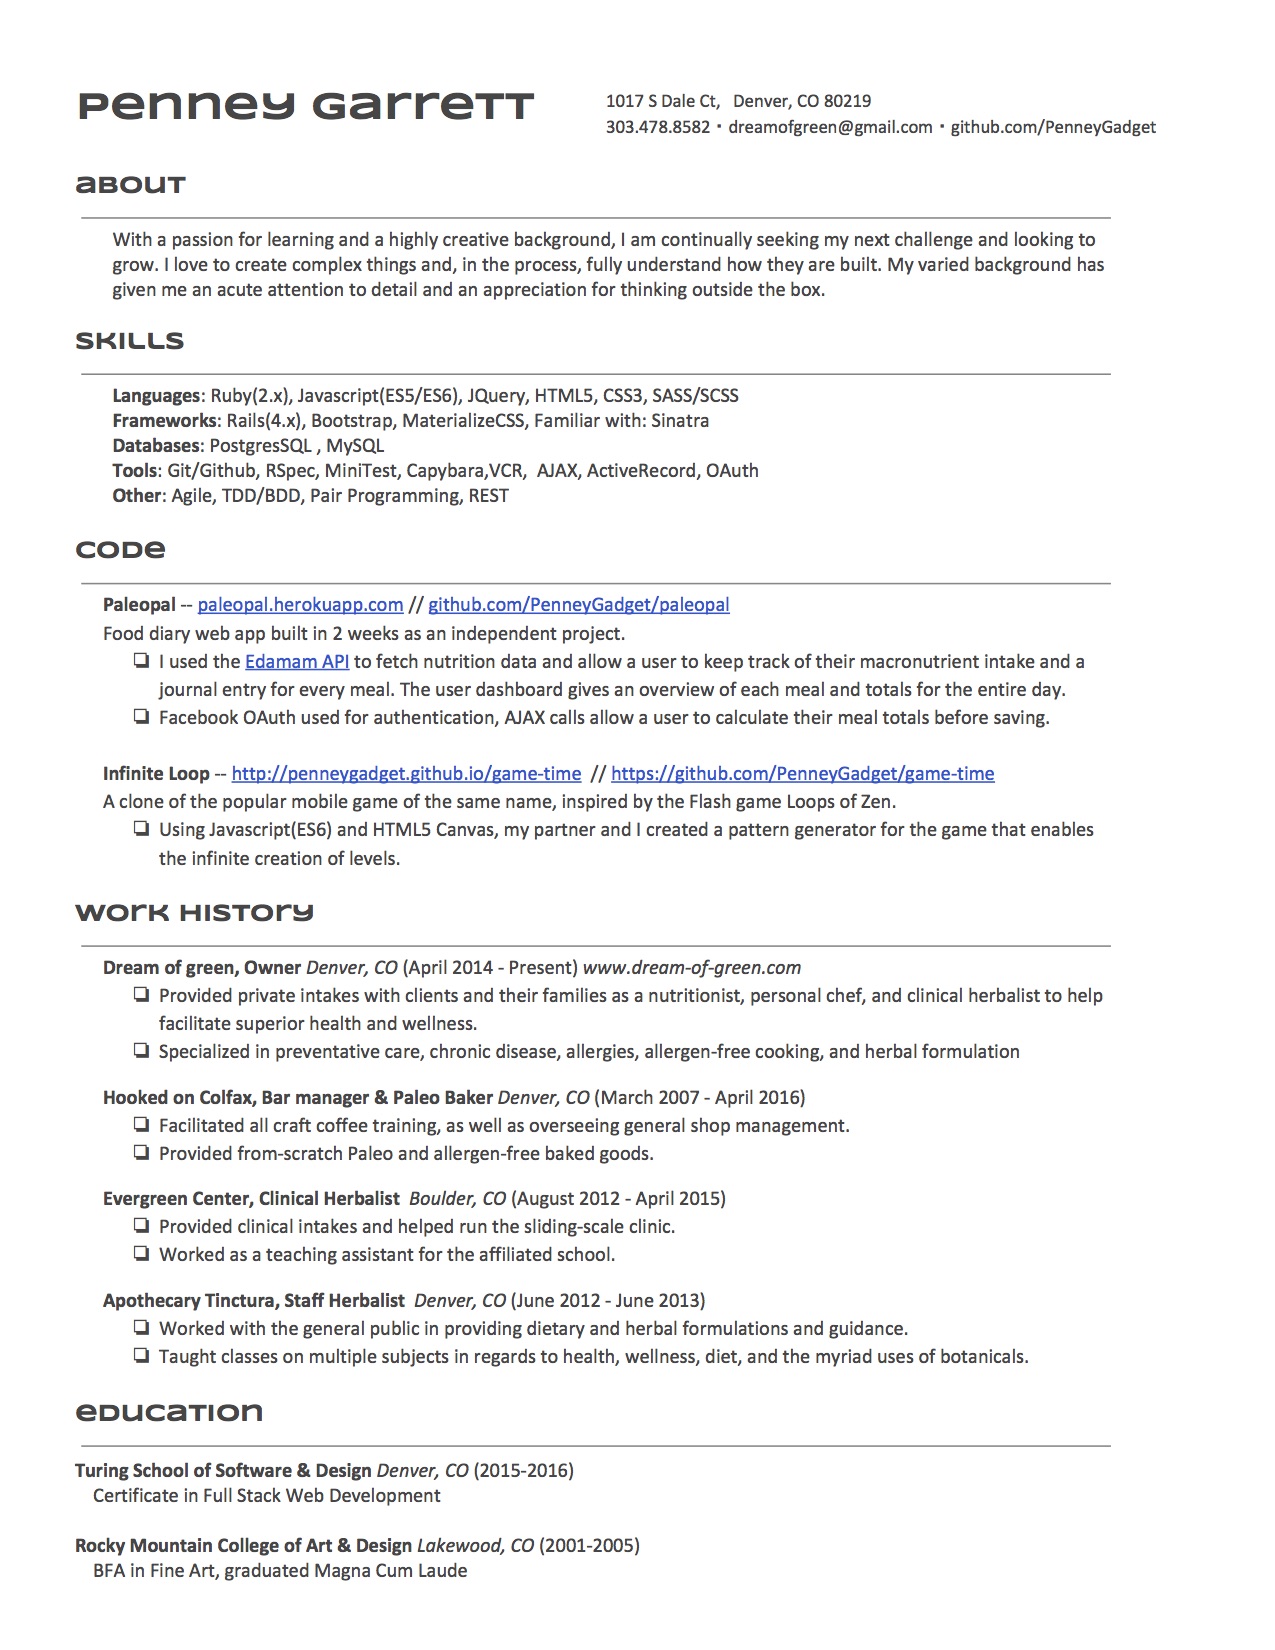 Penney Garrett
1017 S Dale Ct,   Denver, CO 80219
303.478.8582 · dreamofgreen@gmail.com · github.com/PenneyGadget
About
With a passion for learning and a highly creative background, I am continually seeking my next challenge and looking to
grow. I love to create complex things and, in the process, fully understand how they are built. My varied background has
given me an acute attention to detail and an appreciation for thinking outside the box.
Skills
Languages: Ruby(2.x), Javascript(ES5/ES6), JQuery, HTML5, CSS3, SASS/SCSS
Frameworks: Rails(4.x), Bootstrap, MaterializeCSS, Familiar with: Sinatra
Databases: PostgresSQL , MySQL
Tools: Git/Github, RSpec, MiniTest, Capybara,VCR,  AJAX, ActiveRecord, OAuth
Other: Agile, TDD/BDD, Pair Programming, REST
Code
Paleopal -- paleopal.herokuapp.com // github.com/PenneyGadget/paleopal
Food diary web app built in 2 weeks as an independent project.
❏ I used the Edamam API to fetch nutrition data and allow a user to keep track of their macronutrient intake and a
journal entry for every meal. The user dashboard gives an overview of each meal and totals for the entire day.
❏ Facebook OAuth used for authentication, AJAX calls allow a user to calculate their meal totals before saving.
Infinite Loop -- http://penneygadget.github.io/game-time  // https://github.com/PenneyGadget/game-time
A clone of the popular mobile game of the same name, inspired by the Flash game Loops of Zen.
❏ Using Javascript(ES6) and HTML5 Canvas, my partner and I created a pattern generator for the game that enables
the infinite creation of levels.
Work History
Dream of green, Owner Denver, CO (April 2014 - Present) www.dream-of-green.com
❏ Provided private intakes with clients and their families as a nutritionist, personal chef, and clinical herbalist to help
facilitate superior health and wellness.
❏ Specialized in preventative care, chronic disease, allergies, allergen-free cooking, and herbal formulation
Hooked on Colfax, Bar manager & Paleo Baker Denver, CO (March 2007 - April 2016)
❏ Facilitated all craft coffee training, as well as overseeing general shop management.
❏ Provided from-scratch Paleo and allergen-free baked goods.
Evergreen Center, Clinical Herbalist  Boulder, CO (August 2012 - April 2015)
❏ Provided clinical intakes and helped run the sliding-scale clinic.
❏ Worked as a teaching assistant for the affiliated school.
Apothecary Tinctura, Staff Herbalist  Denver, CO (June 2012 - June 2013)
❏ Worked with the general public in providing dietary and herbal formulations and guidance.
❏ Taught classes on multiple subjects in regards to health, wellness, diet, and the myriad uses of botanicals.
Education
Turing School of Software & Design Denver, CO (2015-2016)
Certificate in Full Stack Web Development
Rocky Mountain College of Art & Design Lakewood, CO (2001-2005)
BFA in Fine Art, graduated Magna Cum Laude